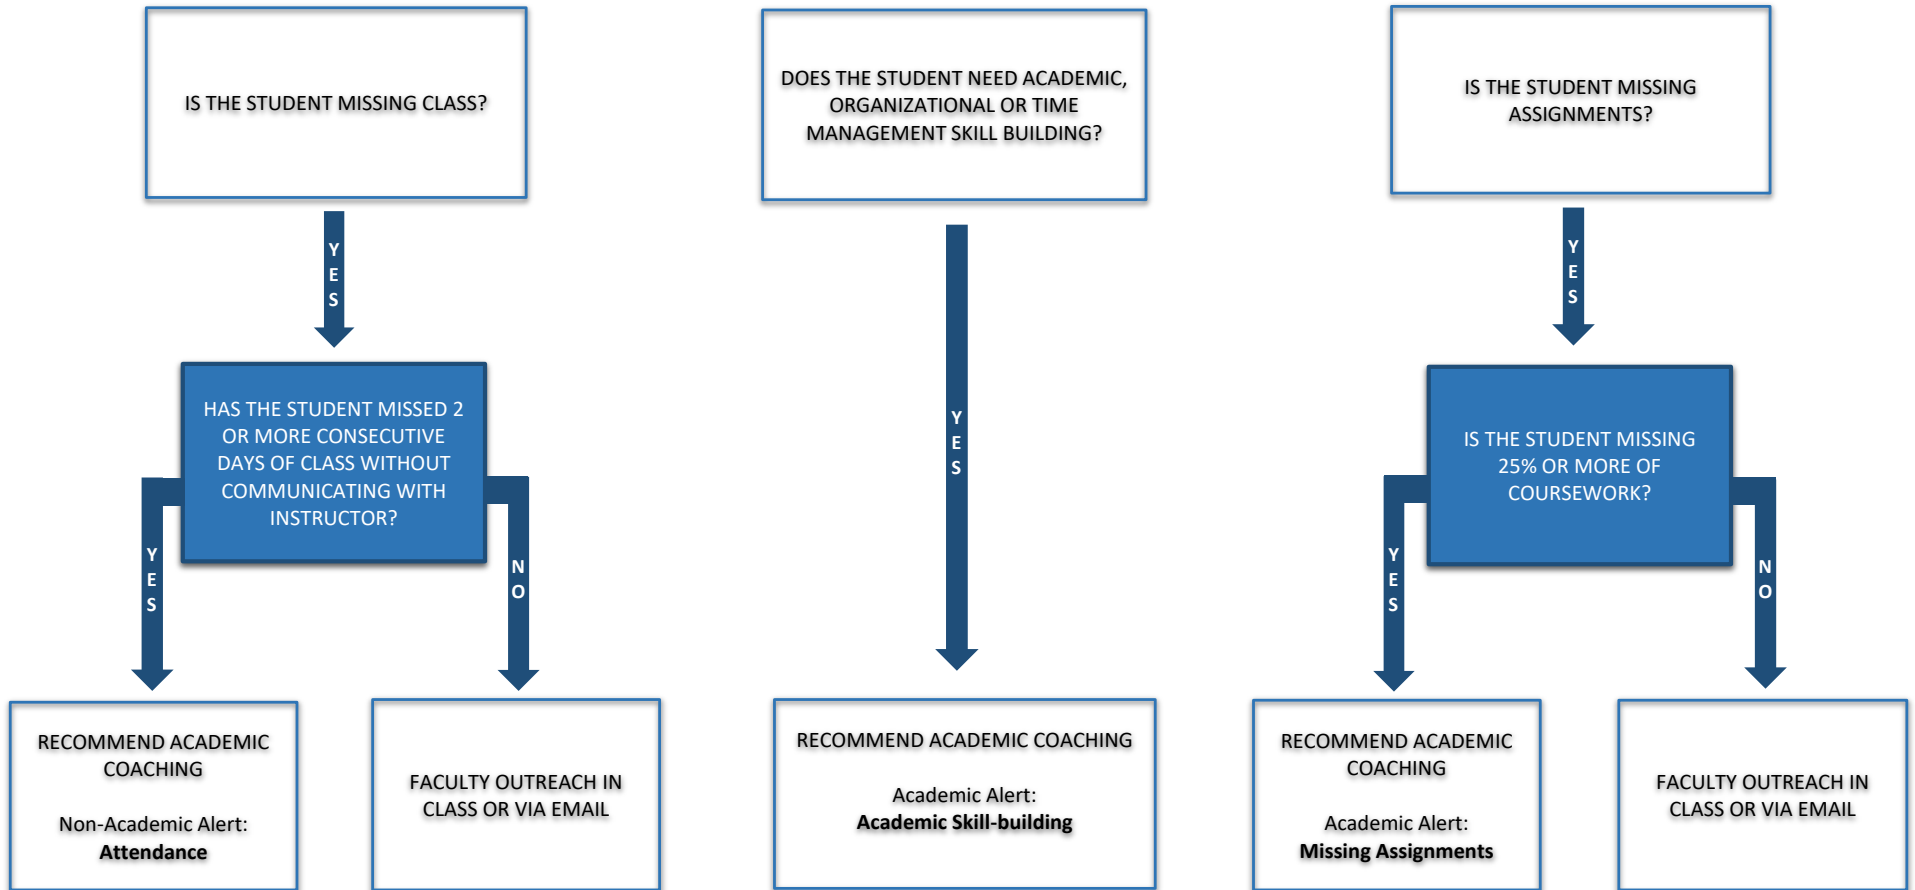 IS THE STUDENT MISSING CLASS?
DOES THE STUDENT NEED ACADEMIC,
ORGANIZATIONAL OR TIME
MANAGEMENT SKILL BUILDING?
IS THE STUDENT MISSING
ASSIGNMENTS?
YES
YES
YES
HAS THE STUDENT MISSED 2
OR MORE CONSECUTIVE
DAYS OF CLASS WITHOUT
COMMUNICATING WITH
INSTRUCTOR?
IS THE STUDENT MISSING
25% OR MORE OF
COURSEWORK?
YES
NO
YES
NO
RECOMMEND ACADEMIC
COACHING
Non-Academic Alert:
Attendance
FACULTY OUTREACH IN
CLASS OR VIA EMAIL
RECOMMEND ACADEMIC COACHING
Academic Alert:
Academic Skill-building
RECOMMEND ACADEMIC
COACHING
Academic Alert:
Missing Assignments
FACULTY OUTREACH IN
CLASS OR VIA EMAIL